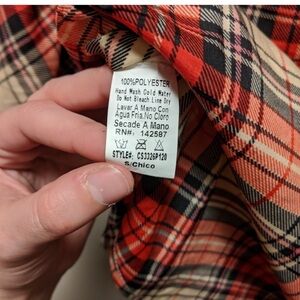 100%POLYESTER
Hand Wash Cold Water
Do Not Bleach Line Dry
Lavar A Mano Con
Agua Fria.No Cloro
Secade A Mano
RN#: 142587
STYLE#: CS3326P120
S/Chico